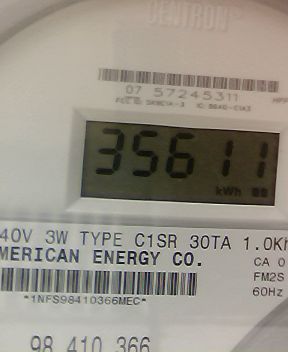 CENTRON®
07 57245311
35611
kWh
40V 3W TYPE C1SR 30TA 1.0Kh
MERICAN ENERGY CO.
CA 0
FM2S
60Hz
*1NFS98410366MEC*
98 410 366